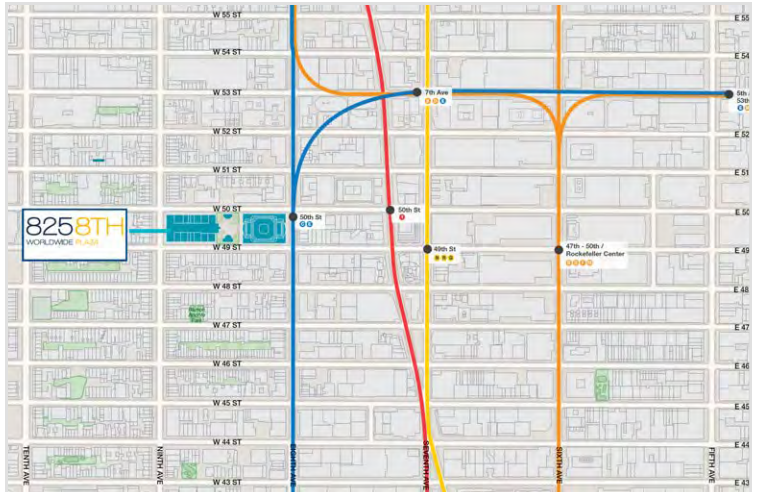 W 55 ST
E 55
W 54 ST
E 54
W 53 ST
7th Ave
B D E
5th
53th
W 52 ST
E 52
W 51 ST
E 51
W 50 ST
E 50
50th St
C E
50th St
1
825 8TH
WORLDWIDE PLAZA
W 49 ST
49th St
N R Q
47th - 50th /
Rockefeller Center
B D F M
E 49
W 48 ST
E 48
W 47 ST
E 47
W 46 ST
E 46
W 45 ST
E 45
W 44 ST
E 44
W 43 ST
E 43
TENTH AVE
NINTH AVE
EIGHTH AVE
SEVENTH AVE
SIXTH AVE
FIFTH AVE